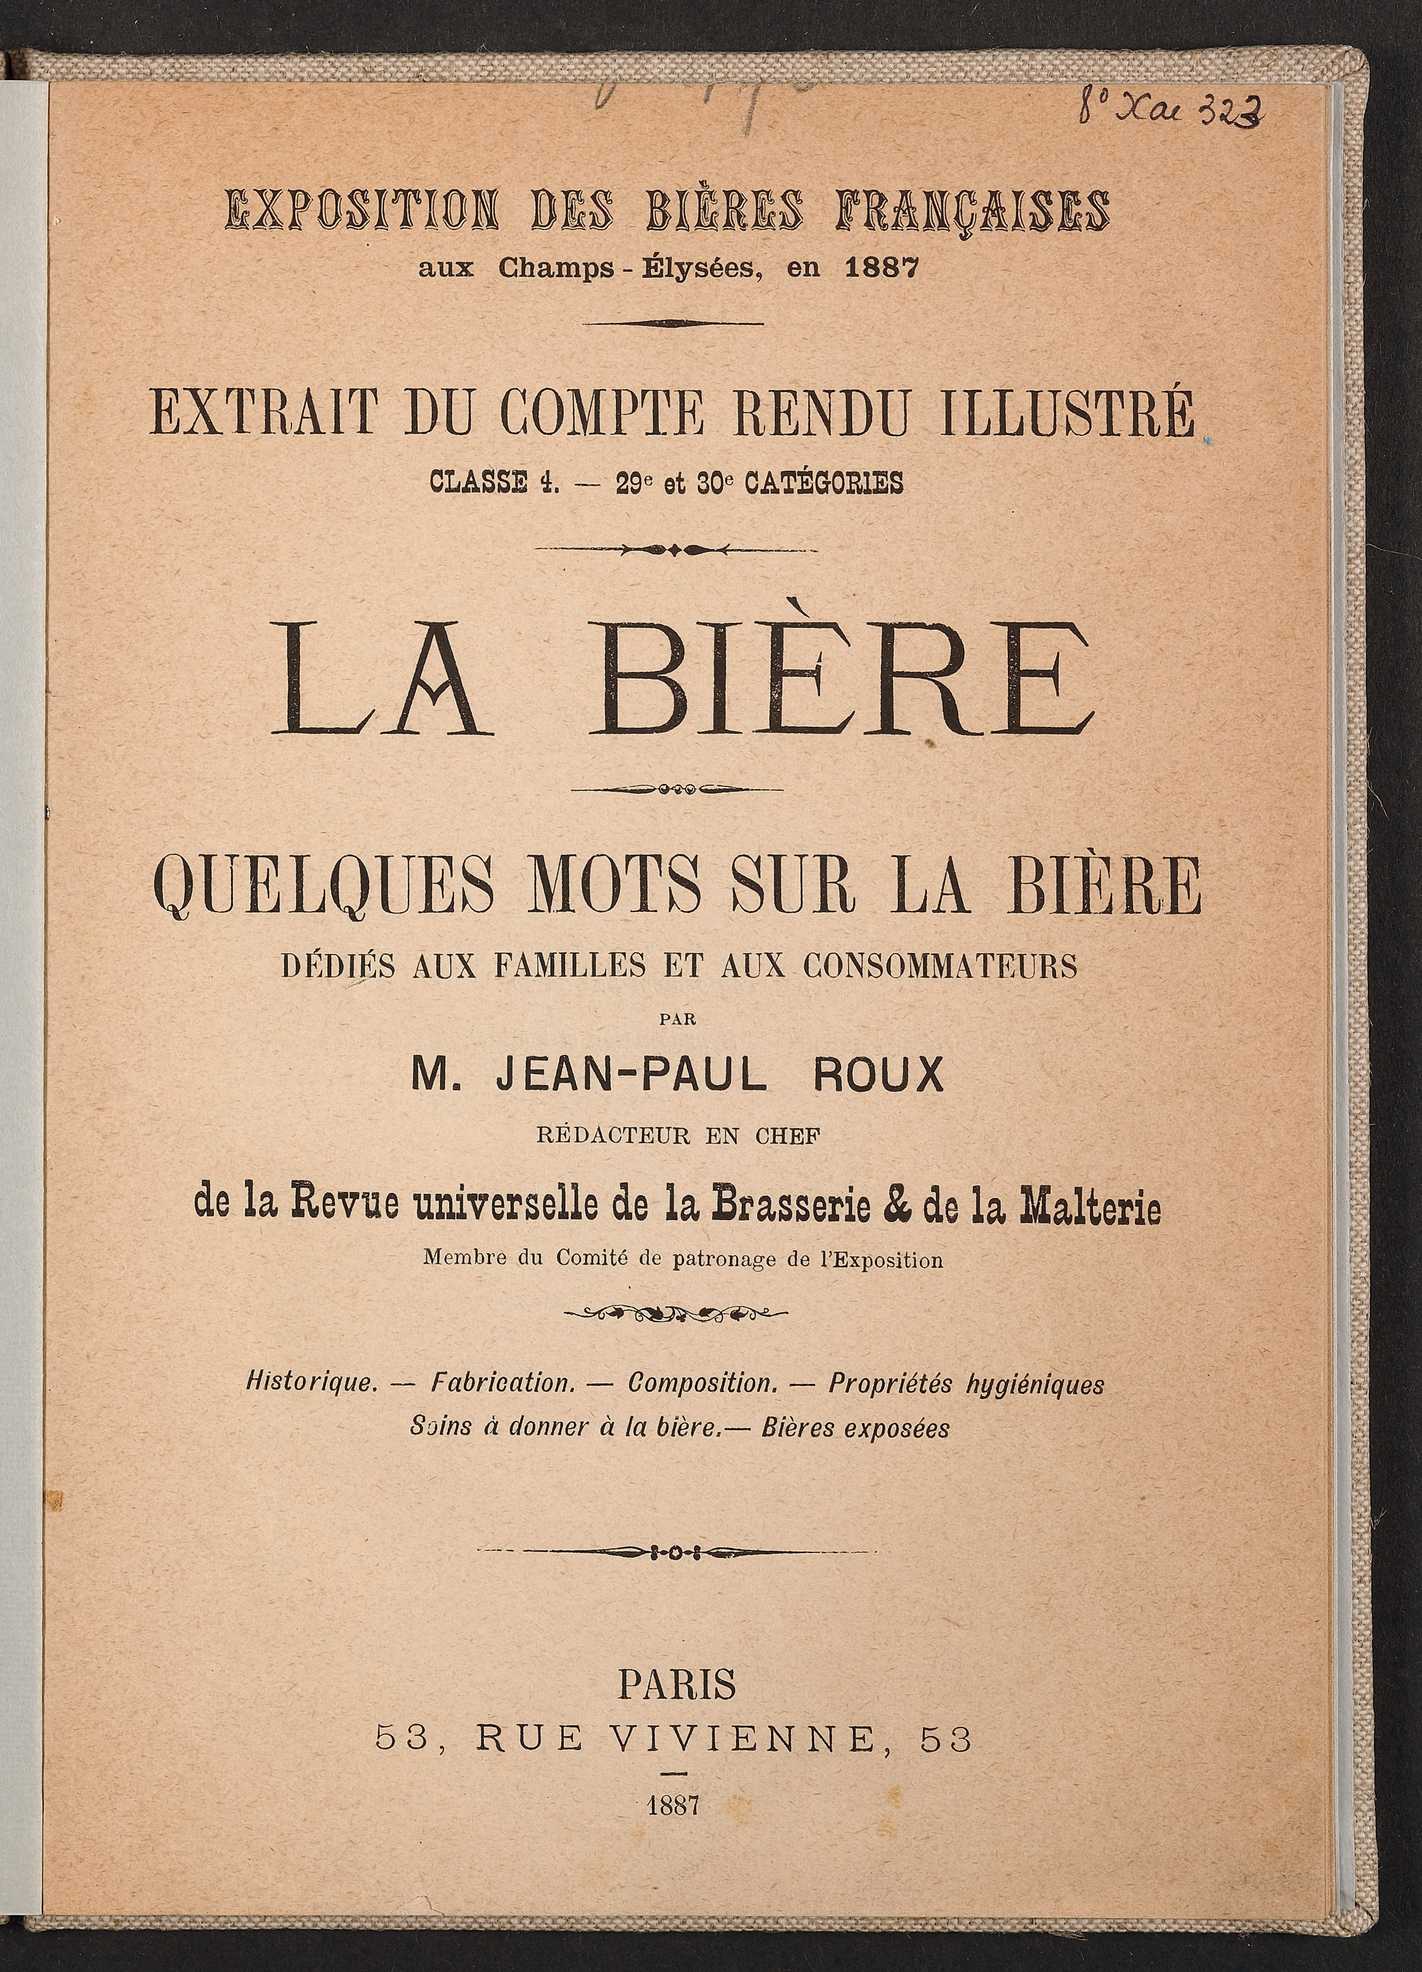 8º Xae 323
EXPOSITION DES BIÈRES FRANÇAISES
aux Champs-Élysées, en 1887
EXTRAIT DU COMPTE RENDU ILLUSTRÉ
CLASSE 4. — 29e et 30e CATÉGORIES
LA BIÈRE
QUELQUES MOTS SUR LA BIÈRE
DÉDIÉS AUX FAMILLES ET AUX CONSOMMATEURS
PAR
M. JEAN-PAUL ROUX
RÉDACTEUR EN CHEF
de la Revue universelle de la Brasserie & de la Malterie
Membre du Comité de patronage de l'Exposition
Historique. — Fabrication. — Composition. — Propriétés hygiéniques
Soins à donner à la bière. — Bières exposées
PARIS
53, RUE VIVIENNE, 53
1887